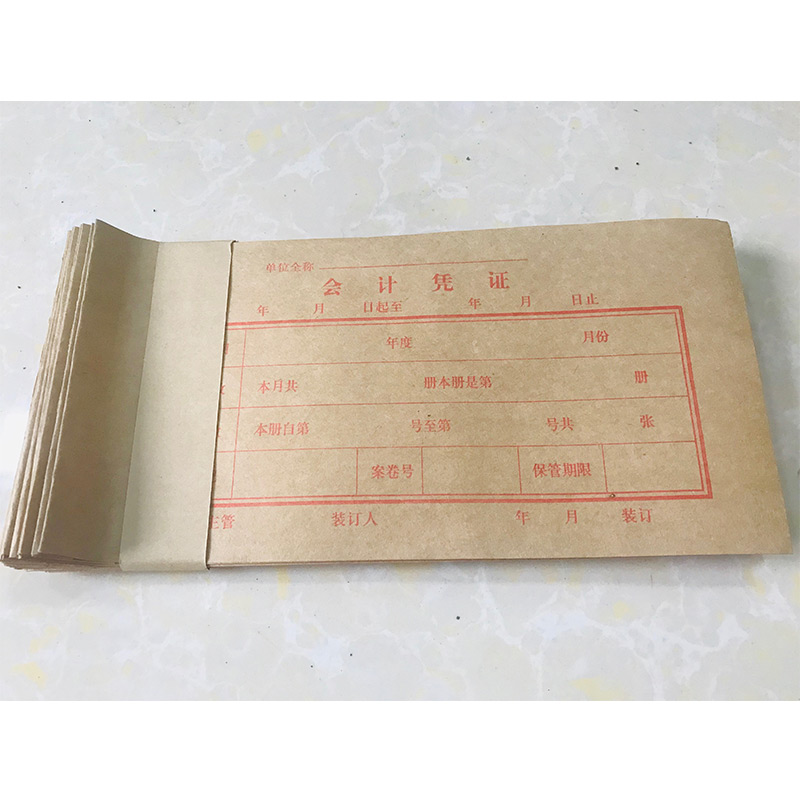 单位全称
会计凭证
年 月 日起至 年 月 日止
年度 月份
本月共 册本册是第 册
本册自第 号至第 号共 张
案卷号 保管期限
主管 装订人 年 月 装订